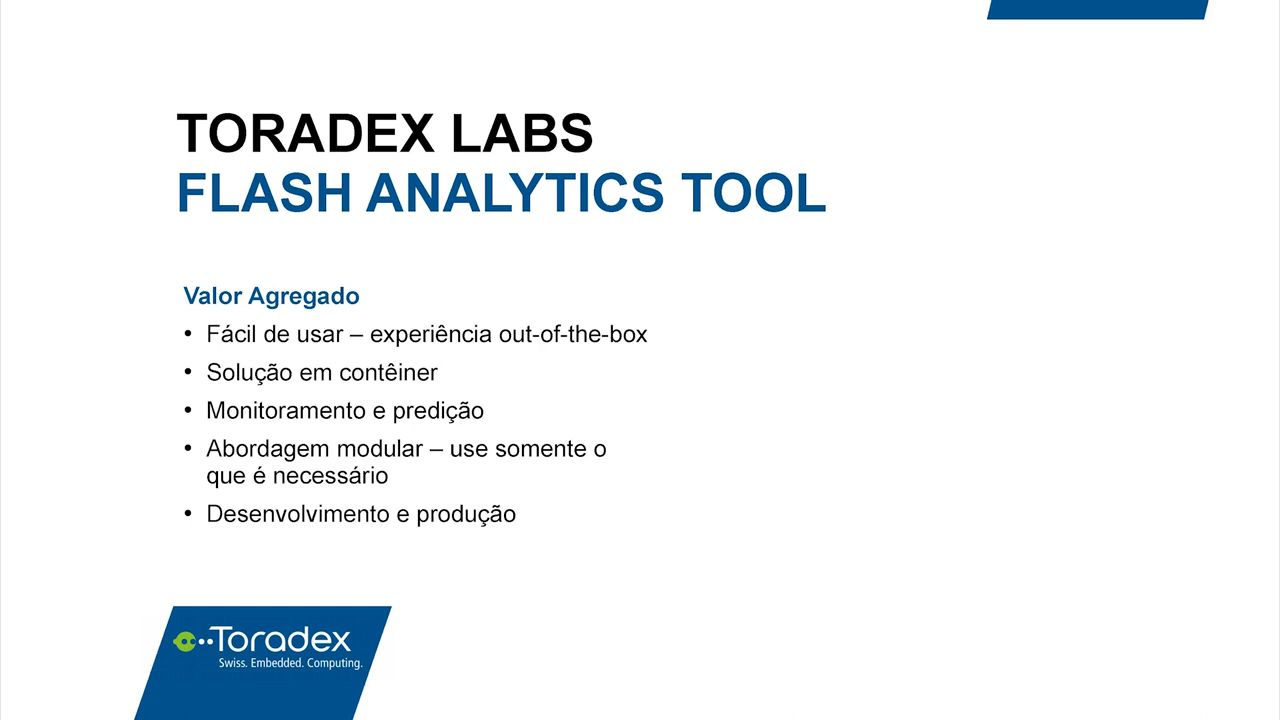 TORADEX LABS
FLASH ANALYTICS TOOL
Valor Agregado
• Fácil de usar – experiência out-of-the-box
• Solução em contêiner
• Monitoramento e predição
• Abordagem modular – use somente o
que é necessário
• Desenvolvimento e produção
Toradex
Swiss. Embedded. Computing.